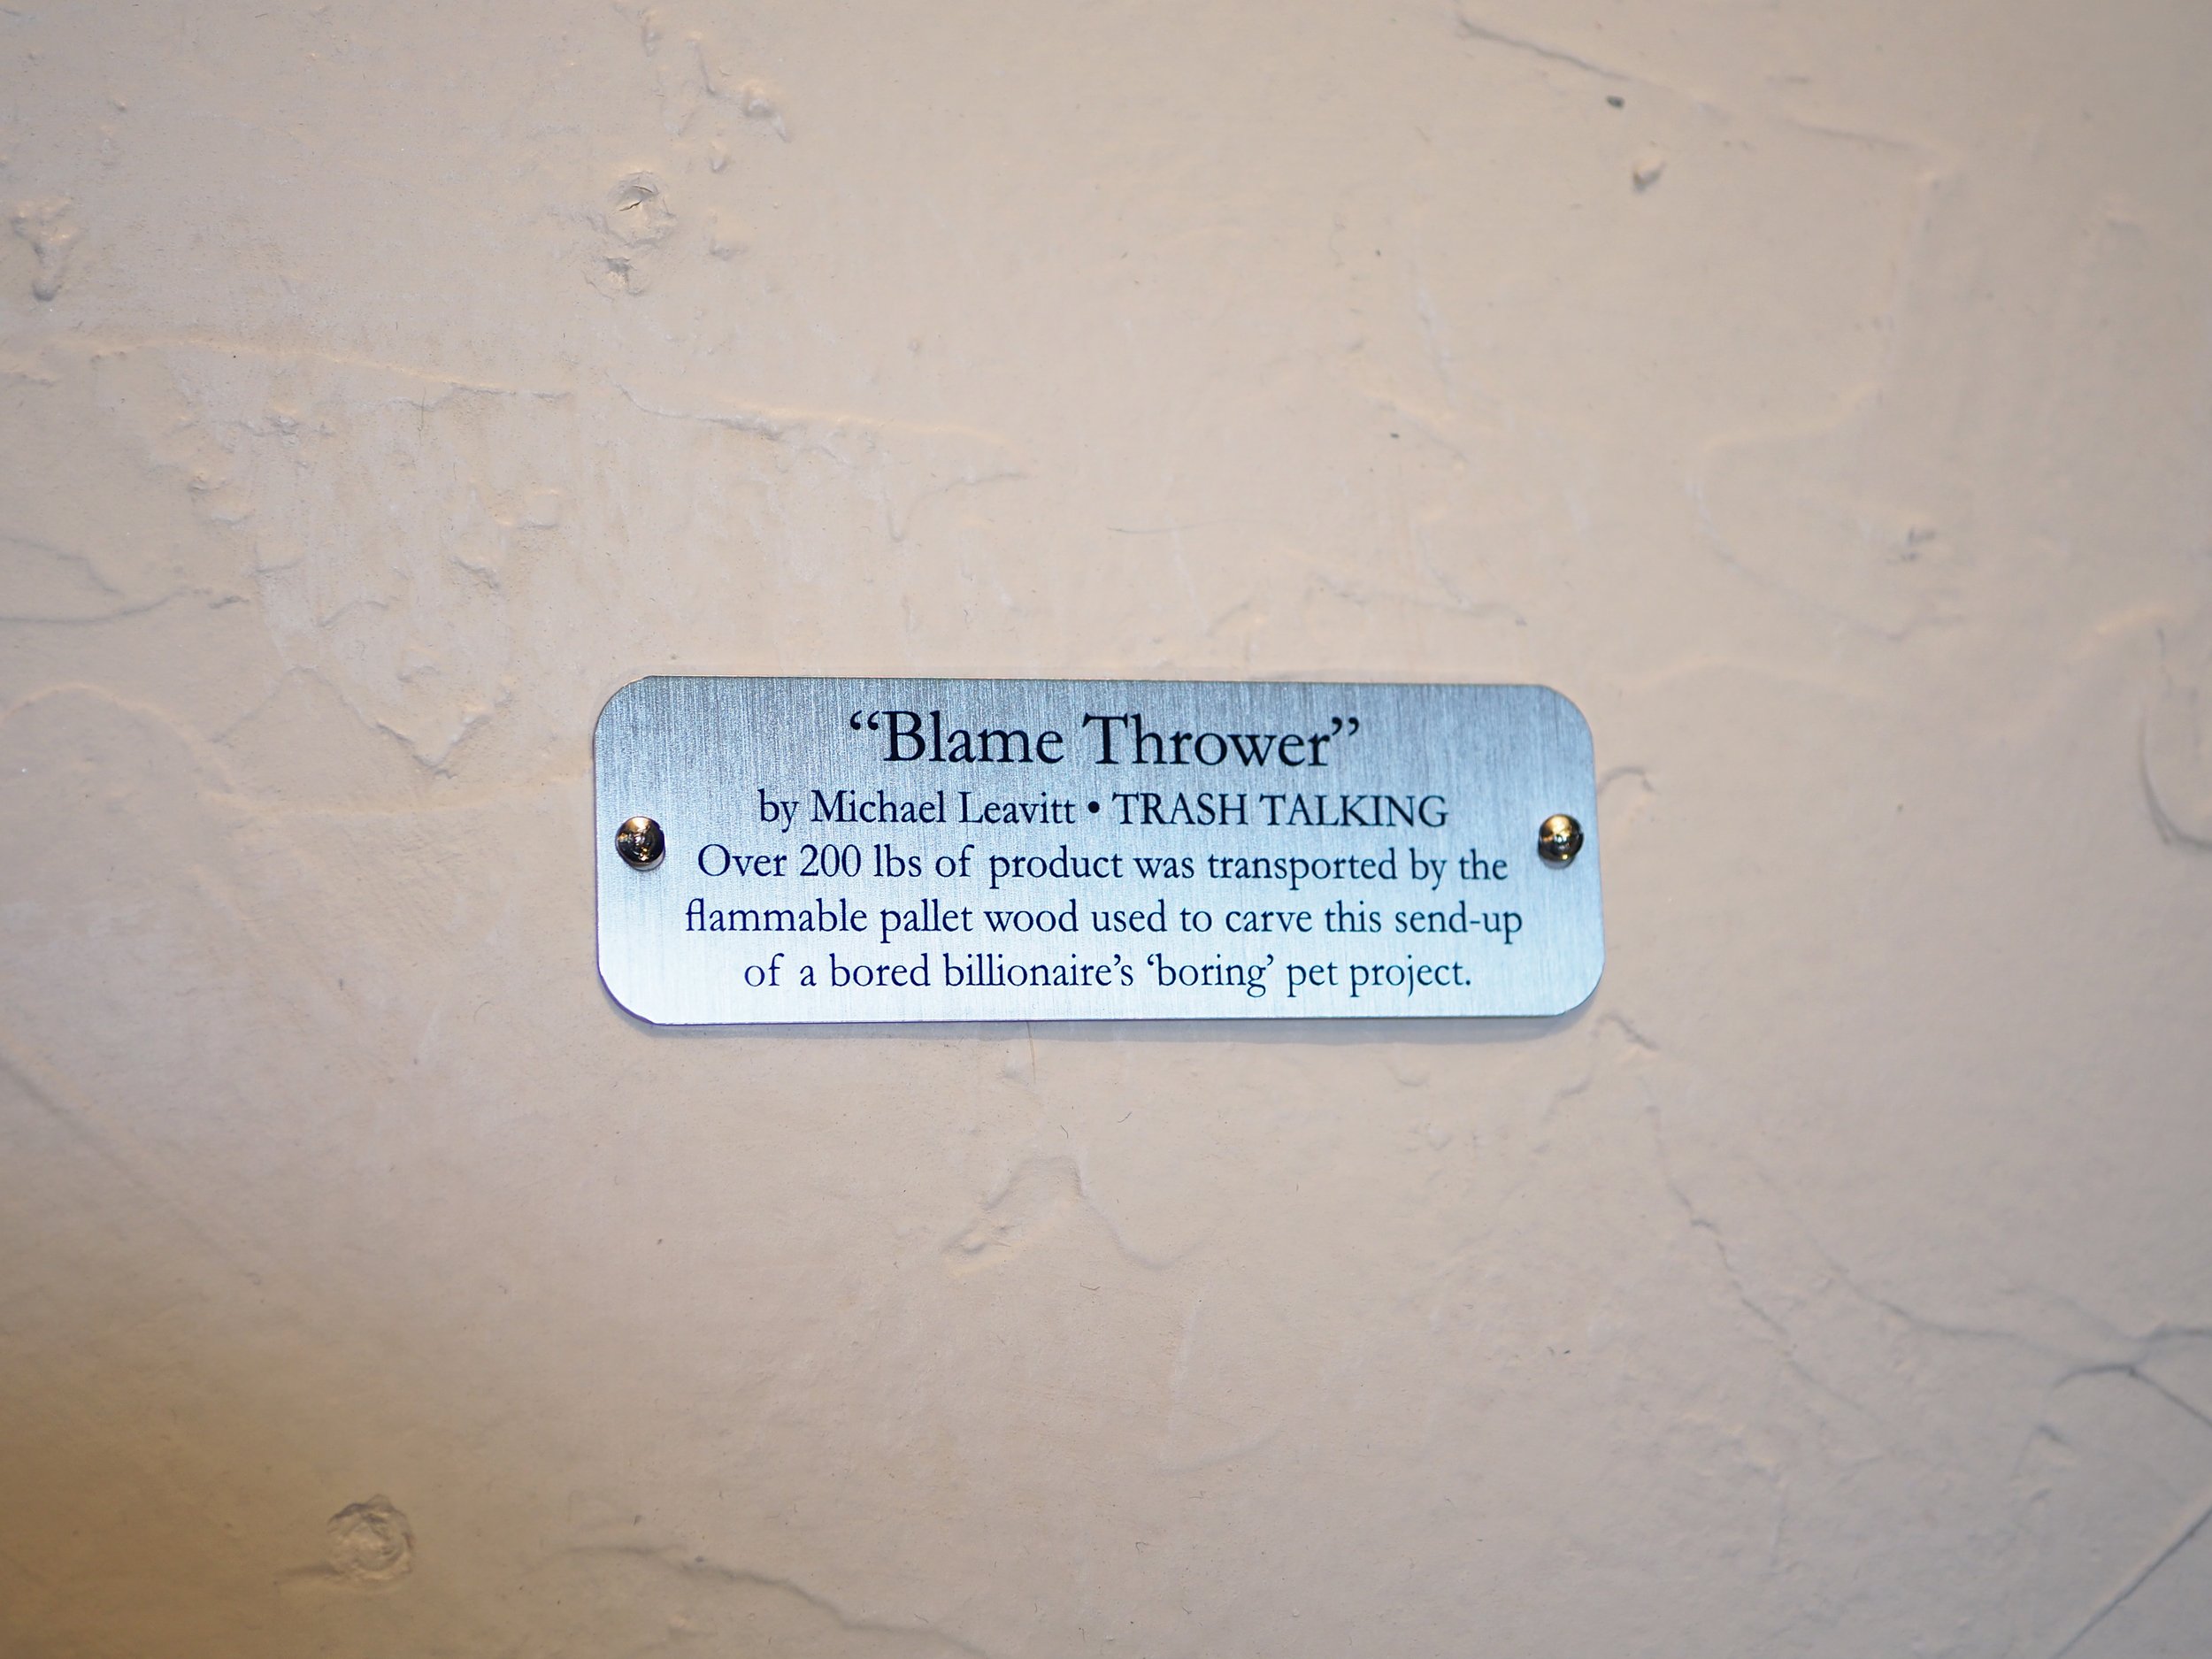 “Blame Thrower”
by Michael Leavitt • TRASH TALKING
Over 200 lbs of product was transported by the
flammable pallet wood used to carve this send-up
of a bored billionaire’s ‘boring’ pet project.